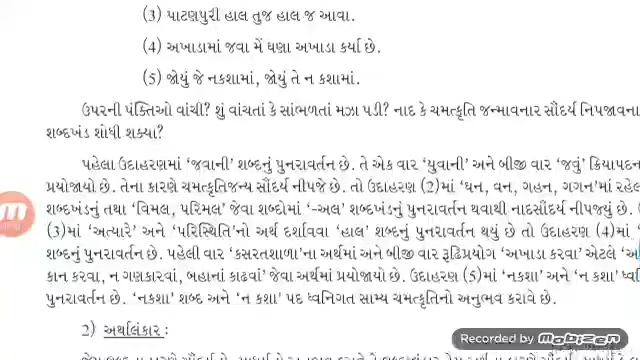 (3) પાટણપુરી હાલ તુજ હાલ જ આવા.
(4) અખાડામાં જવા મેં ઘણા અખાડા કર્યા છે.
(5) જોયું જે નકશામાં, જોયું તે ન કશામાં.
ઉપરની પંક્તિઓ વાંચી? શું વાંચતાં કે સાંભળતાં મઝા પડી? નાદ કે ચમત્કૃતિ જન્માવનાર સૌંદર્ય નિપજાવના
શબ્દખંડ શોધી શક્યા?
પહેલા ઉદાહરણમાં ‘જવાની’ શબ્દનું પુનરાવર્તન છે. તે એક વાર ‘યુવાની’ અને બીજી વાર ‘જવું’ ક્રિયાપદન
પ્રયોજાયો છે. તેના કારણે ચમત્કૃતિજન્ય સૌંદર્ય નીપજે છે. તો ઉદાહરણ (2)માં ‘ઘન, વન, ગહન, ગગન’માં રહેલ
શબ્દખંડનું તથા ‘વિમલ, પરિમલ’ જેવા શબ્દોમાં ‘-અલ’ શબ્દખંડનું પુનરાવર્તન થવાથી નાદસૌંદર્ય નીપજ્યું છે.
(3)માં ‘અત્યારે’ અને ‘પરિસ્થિતિ’નો અર્થ દર્શાવવા ‘હાલ’ શબ્દનું પુનરાવર્તન થયું છે તો ઉદાહરણ (4)માં ‘
શબ્દનું પુનરાવર્તન છે. પહેલી વાર ‘કસરતશાળા’ના અર્થમાં અને બીજી વાર રૂઢિપ્રયોગ ‘અખાડા કરવા’ એટલે ‘અ
કાન કરવા, ન ગણકારવાં, બહાનાં કાઢવાં’ જેવા અર્થમાં પ્રયોજાયો છે. ઉદાહરણ (5)માં ‘નકશા’ અને ‘ન કશા’ ધ્વ
પુનરાવર્તન છે. ‘નકશા’ શબ્દ અને ‘ન કશા’ પદ ધ્વનિગત સામ્ય ચમત્કૃતિનો અનુભવ કરાવે છે.
2) અર્થાલંકાર :
Recorded by Mobizen